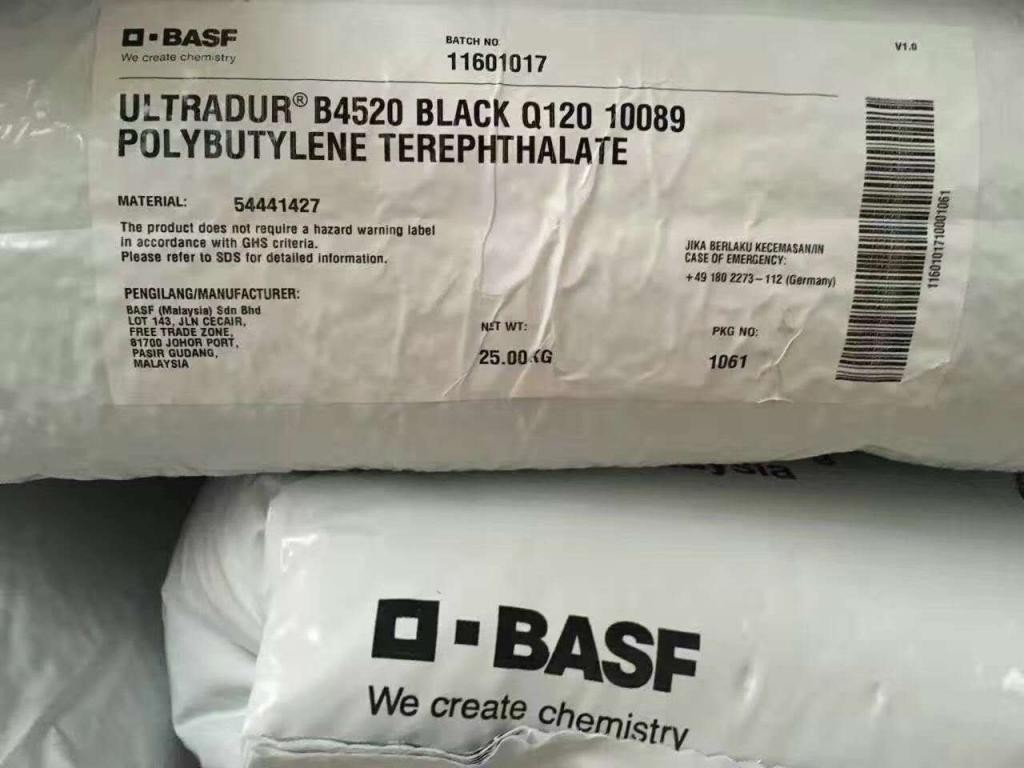 BASF
We create chemistry
BATCH NO:
11601017
V1.0
ULTRADUR® B4520 BLACK Q120 10089
POLYBUTYLENE TEREPHTHALATE
MATERIAL: 54441427
The product does not require a hazard warning label
in accordance with GHS criteria.
Please refer to SDS for detailed information.
JIKA BERLAKU KECEMASAN/IN
CASE OF EMERGENCY:
+49 180 2273-112 (Germany)
PENGILANG/MANUFACTURER:
BASF (Malaysia) Sdn Bhd
LOT 143, JLN CECAIR,
FREE TRADE ZONE,
81700 JOHOR PORT,
PASIR GUDANG,
MALAYSIA
NET WT:
25.00 KG
PKG NO:
1061
1160101710001061
BASF
We create chemistry